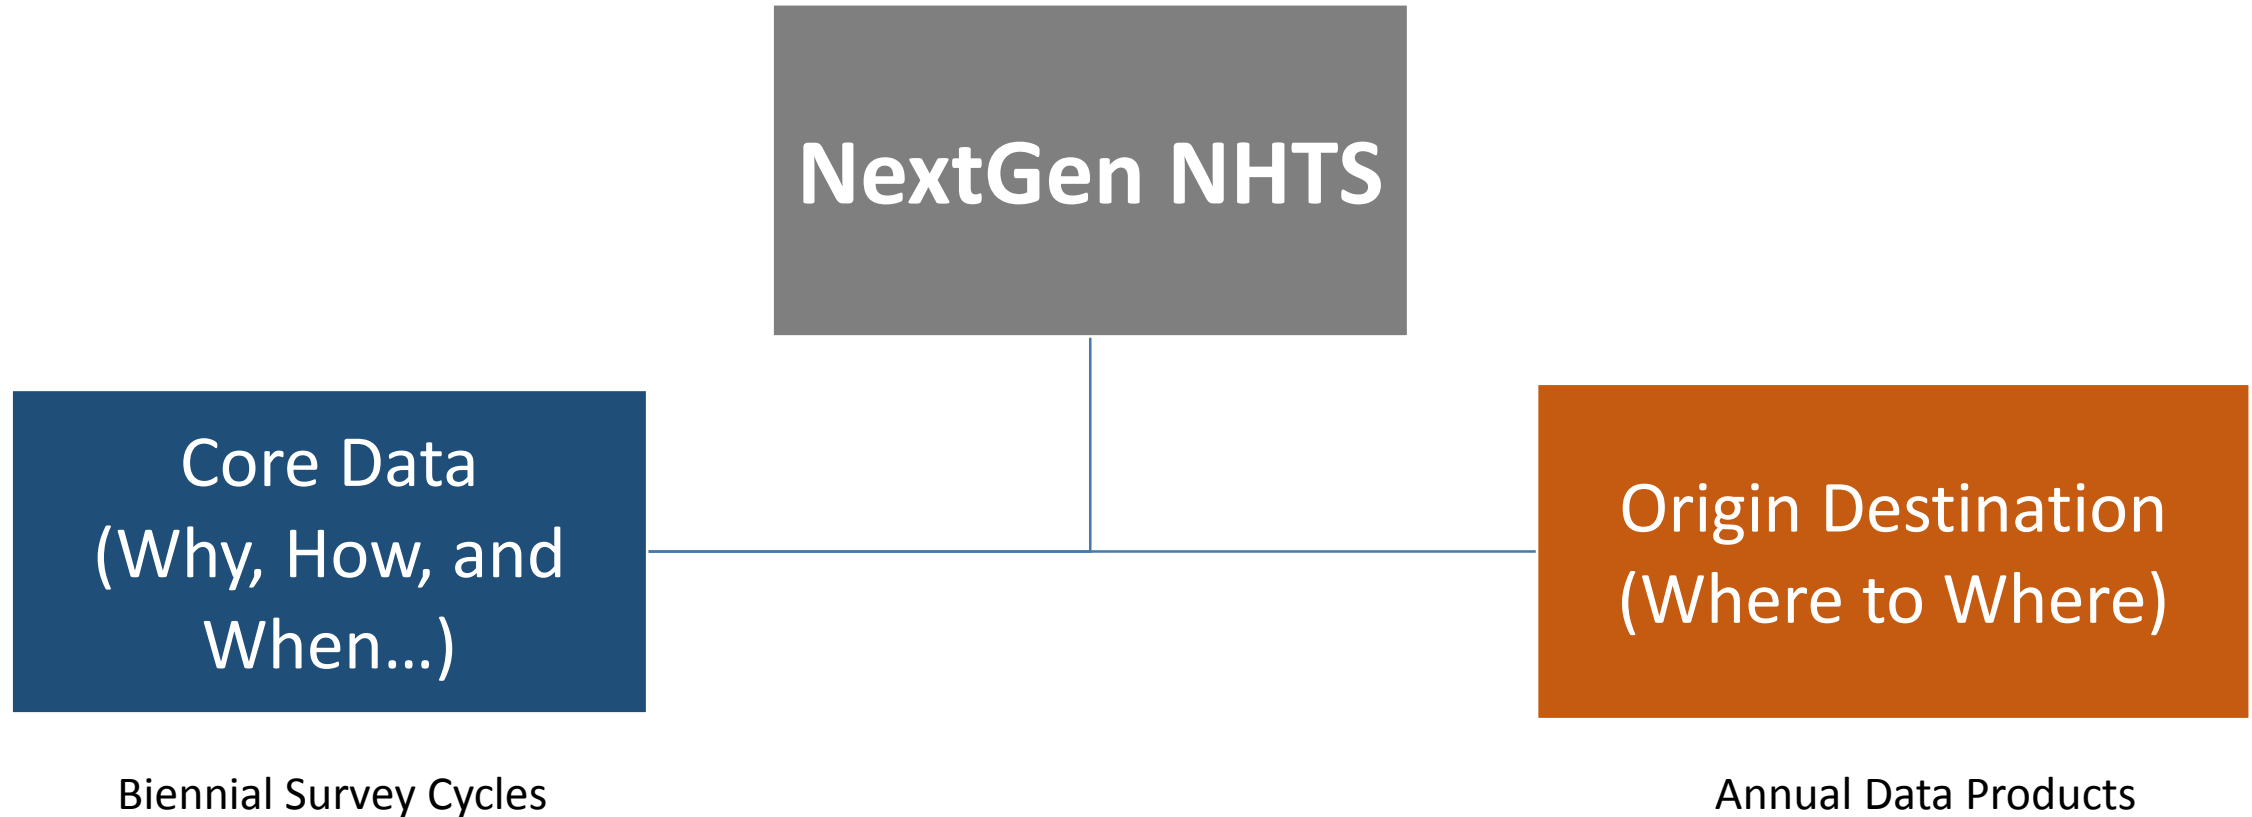 NextGen NHTS
Core Data
(Why, How, and
When…)
Origin Destination
(Where to Where)
Biennial Survey Cycles
Annual Data Products